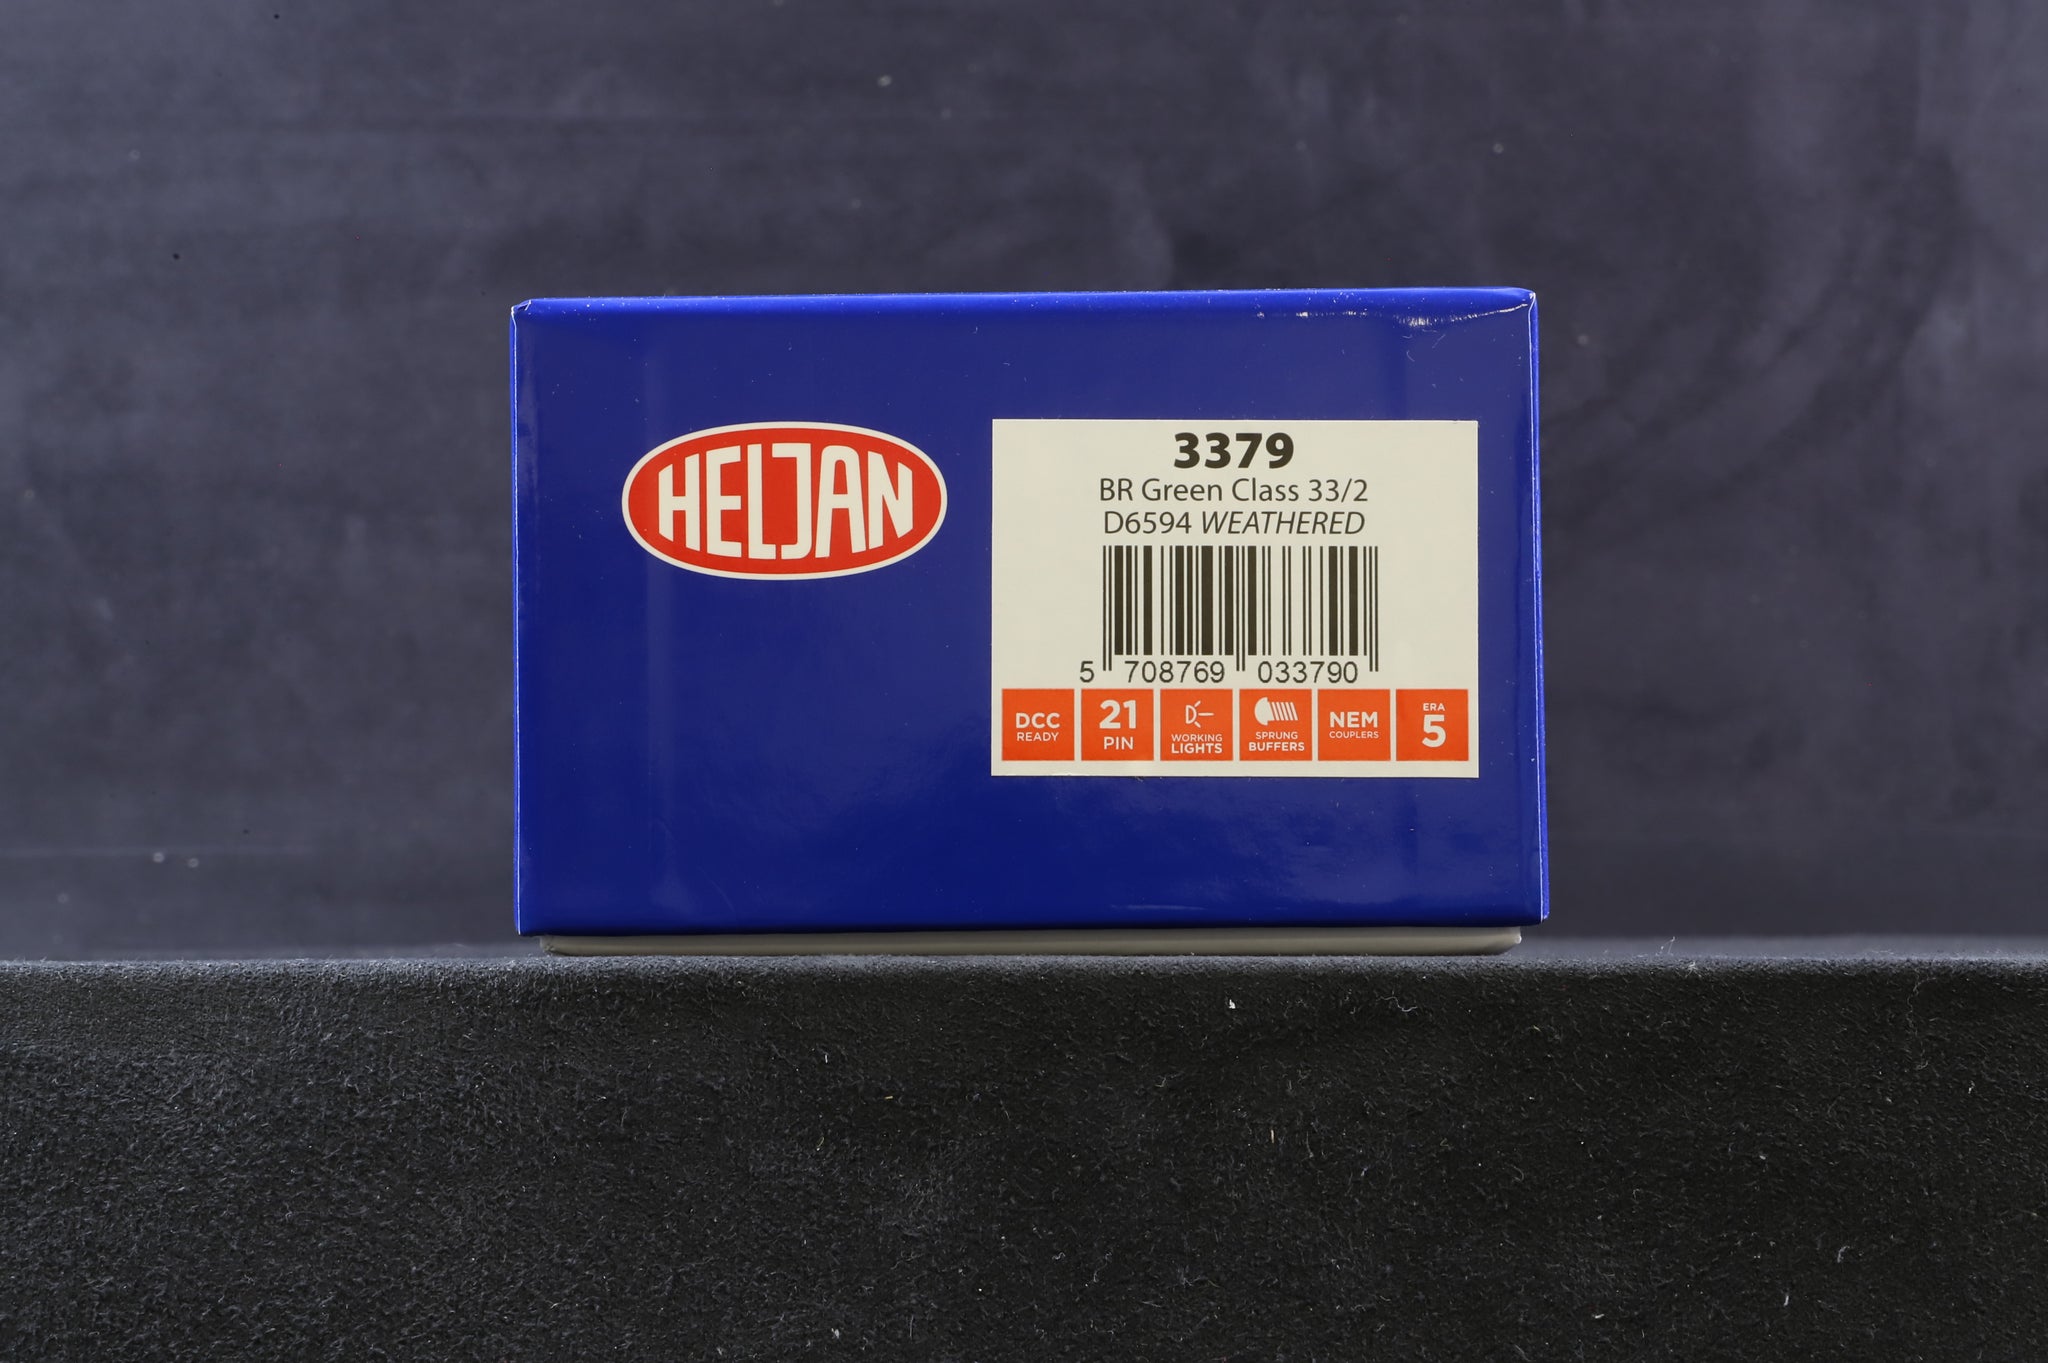 HELJAN
3379
BR Green Class 33/2
D6594 WEATHERED
5 708769 033790
DCC
READY
21
PIN
WORKING
LIGHTS
SPRUNG
BUFFERS
NEM
COUPLERS
ERA
5